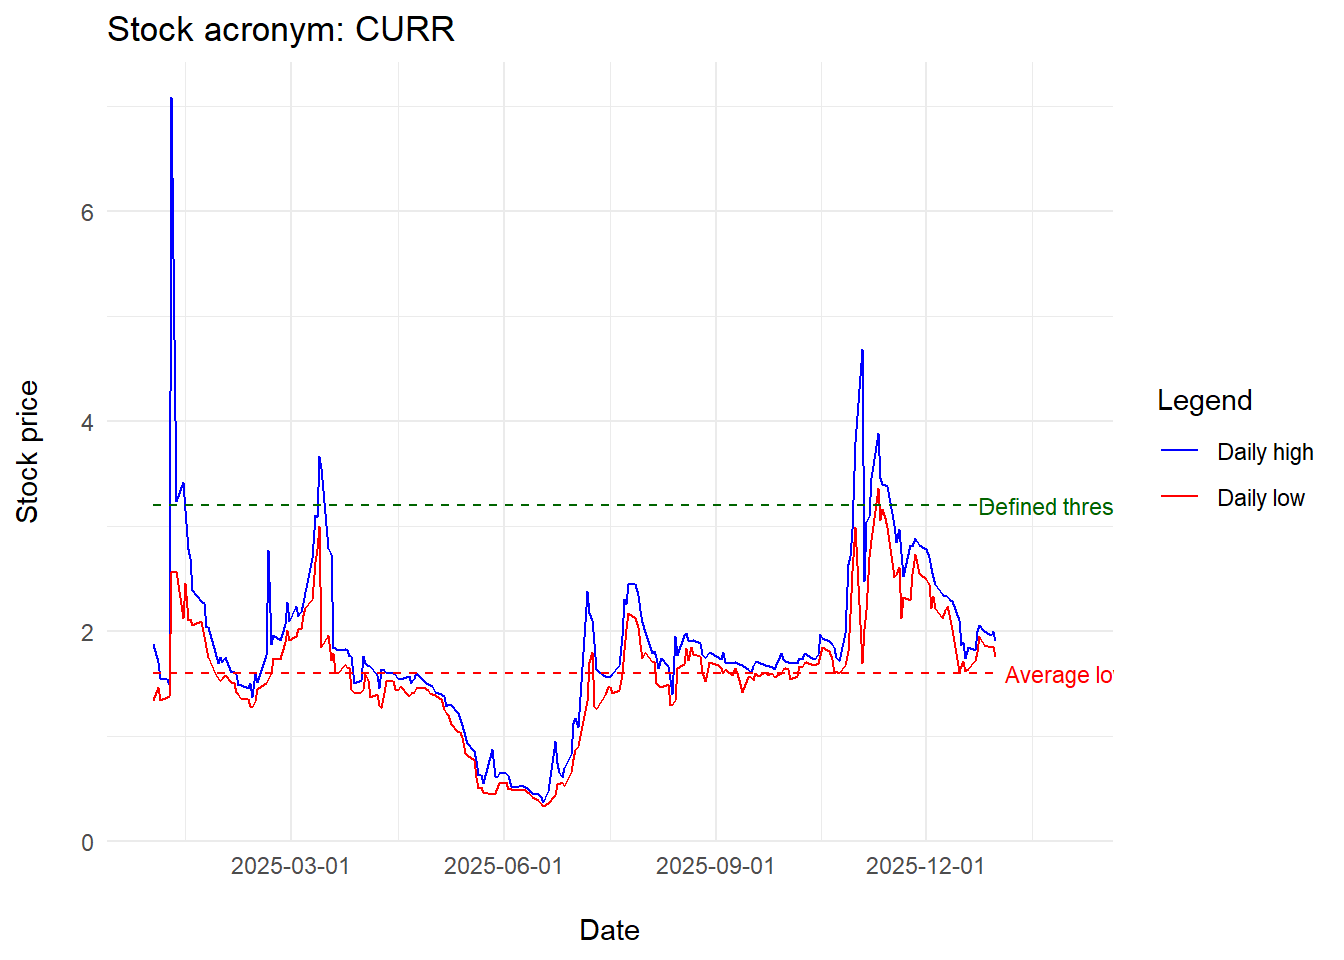 Stock acronym: CURR
Stock price
6
4
2
0
Defined thres
Average lo
2025-03-01
2025-06-01
2025-09-01
2025-12-01
Date
Legend
Daily high
Daily low